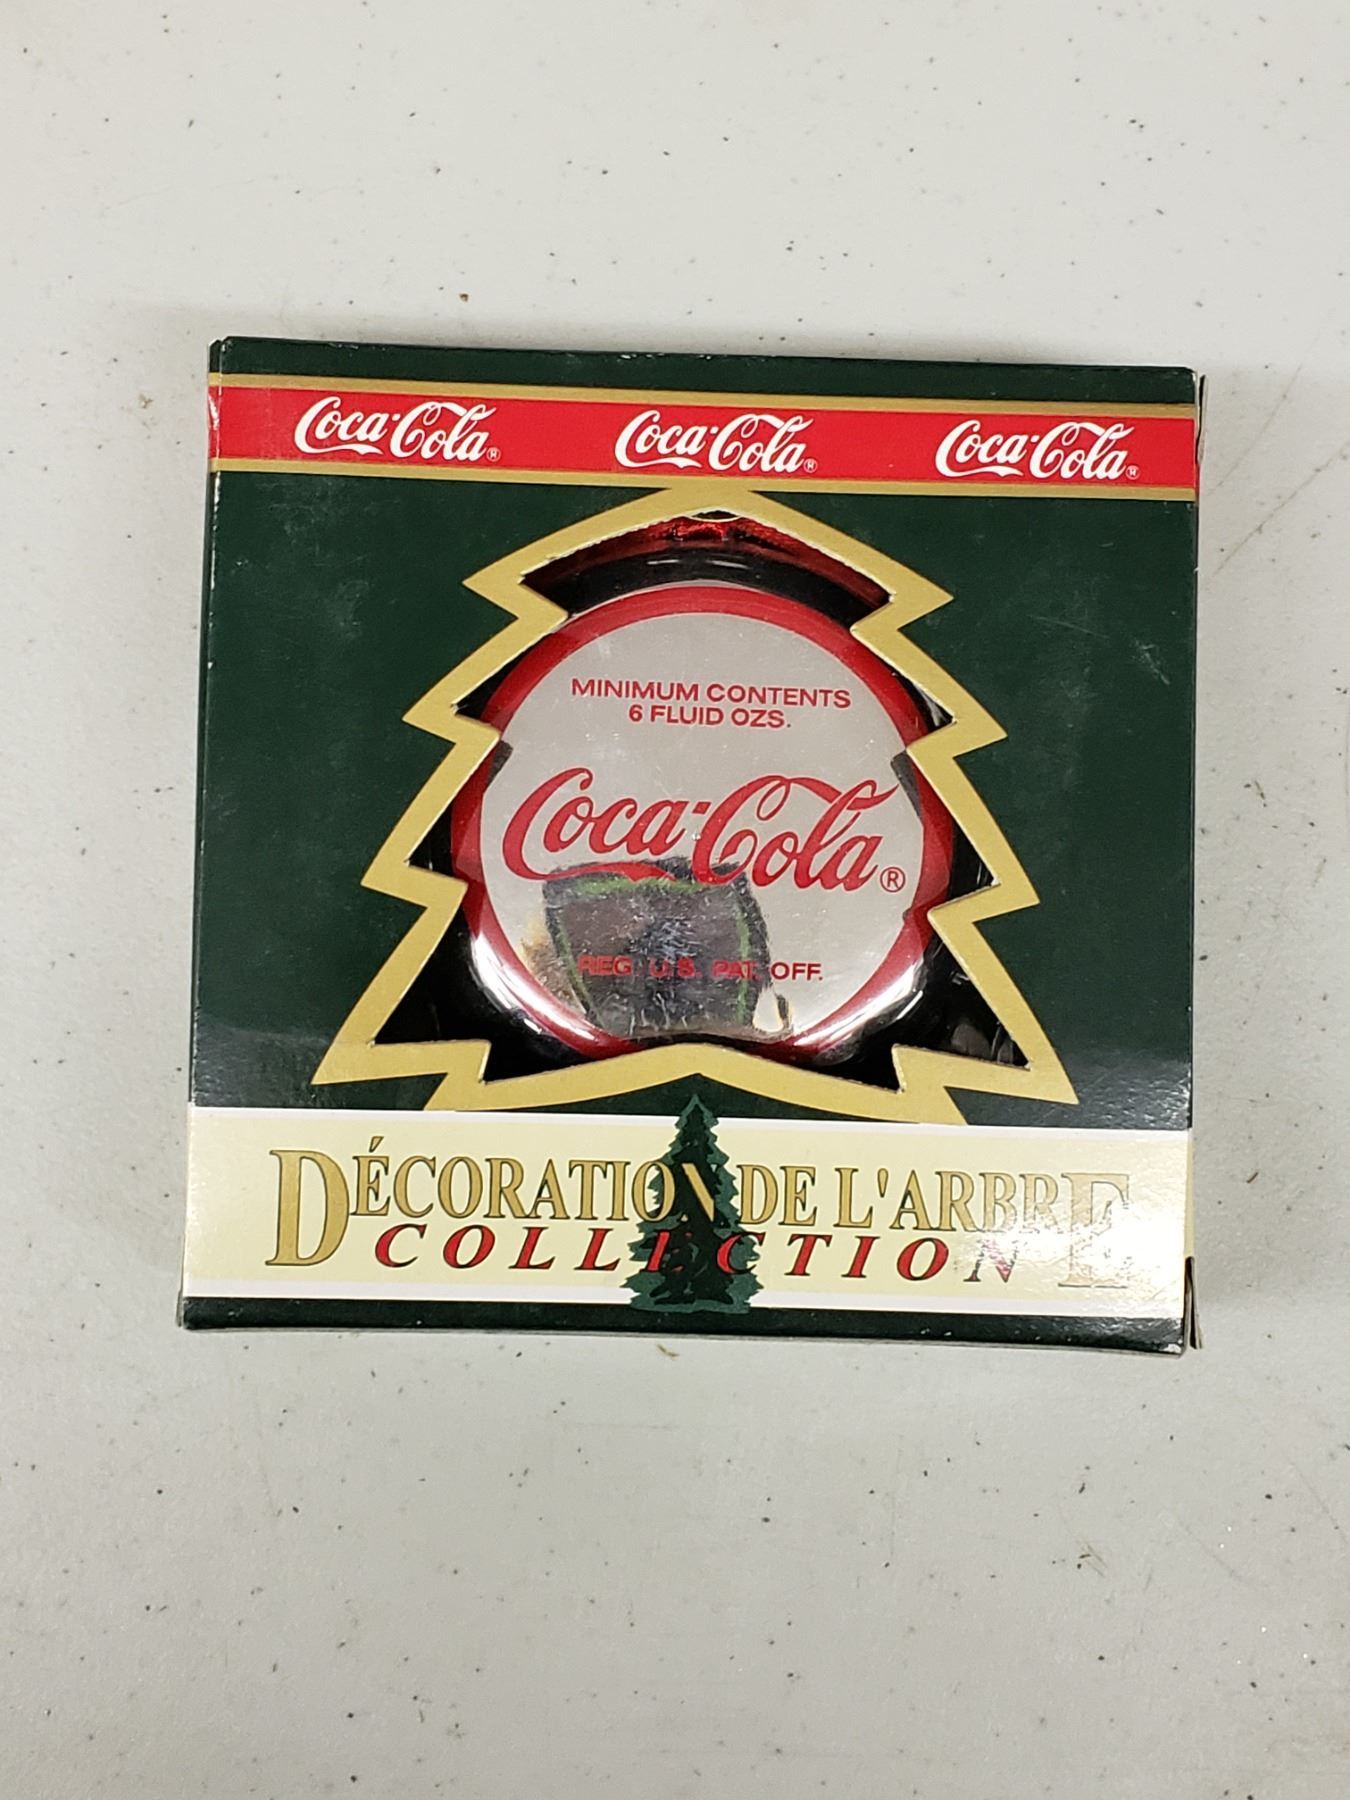 Coca-Cola® Coca-Cola® Coca-Cola®
MINIMUM CONTENTS
6 FLUID OZS.
Coca-Cola®
REG. U.S. PAT. OFF.
DÉCORATION DE L'ARBRE
COLLECTION